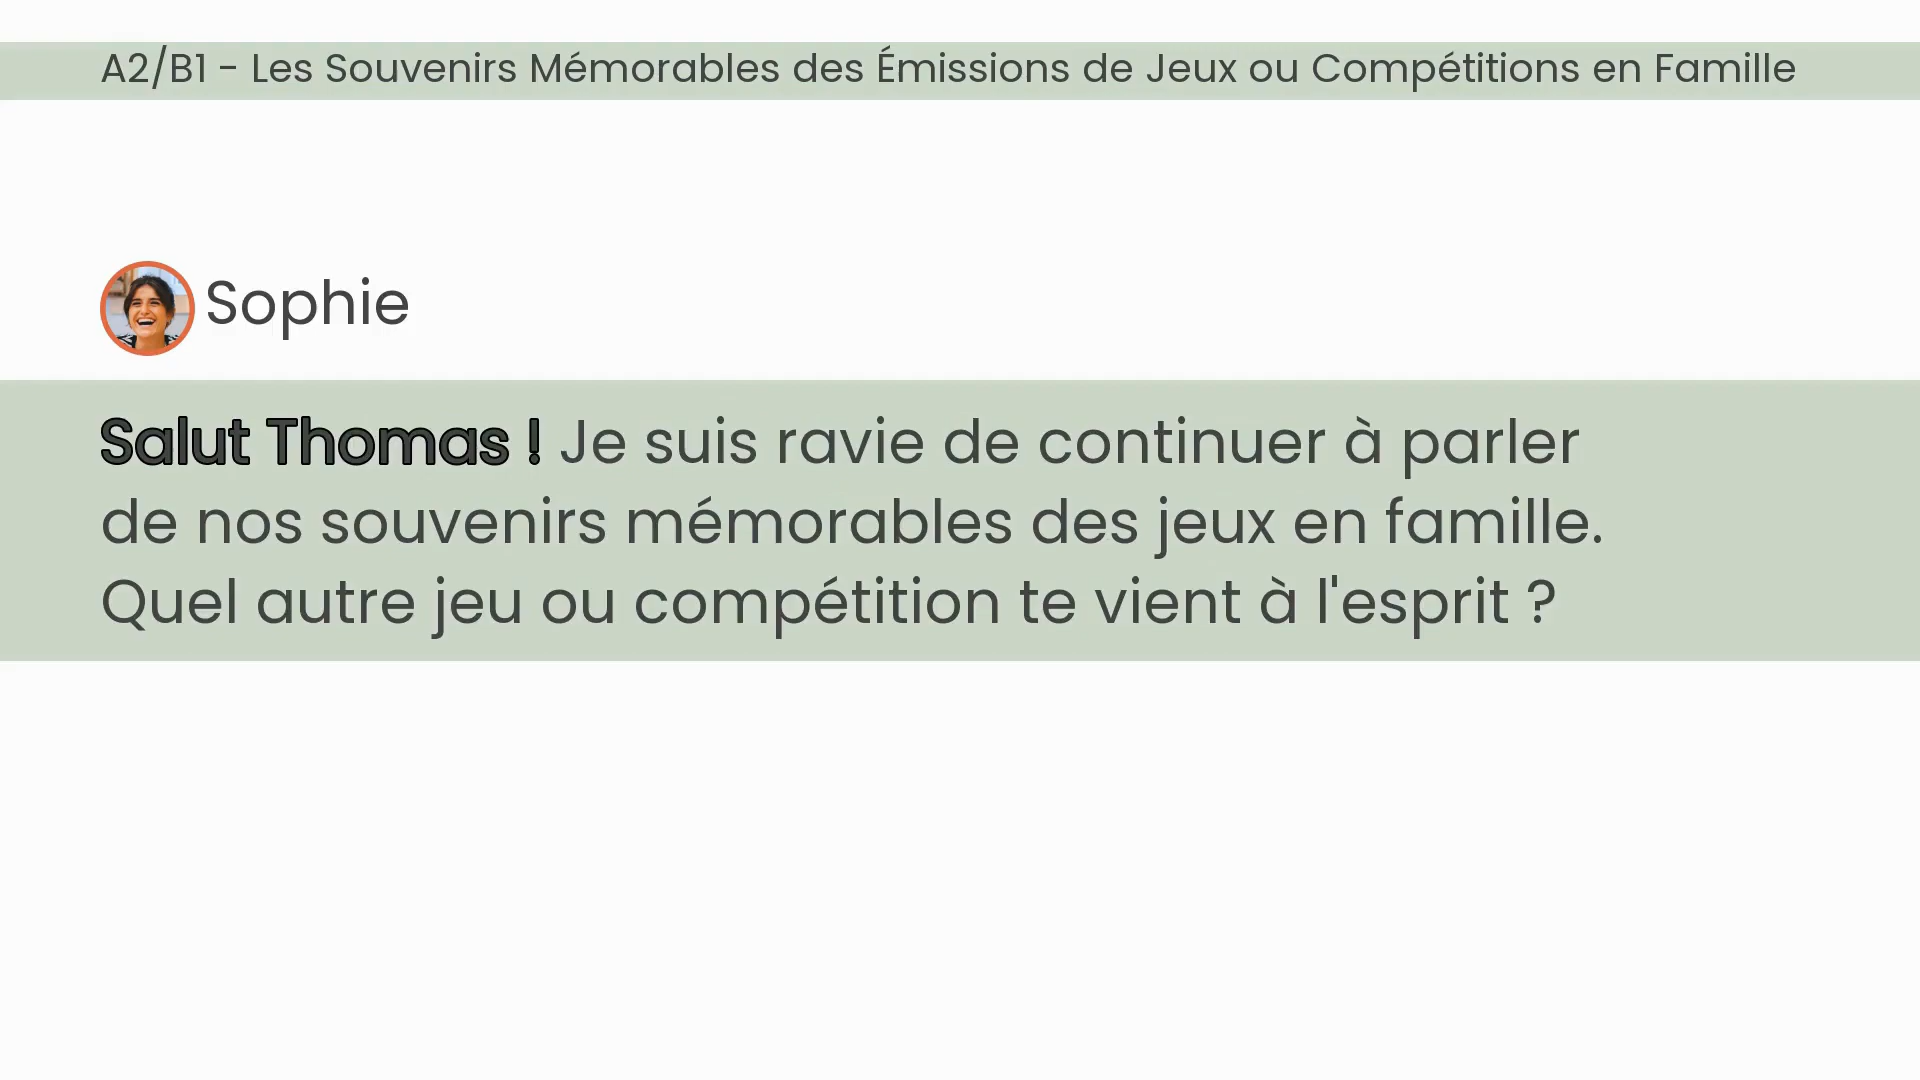 A2/B1 - Les Souvenirs Mémorables des Émissions de Jeux ou Compétitions en Famille
Sophie
Salut Thomas ! Je suis ravie de continuer à parler
de nos souvenirs mémorables des jeux en famille.
Quel autre jeu ou compétition te vient à l'esprit ?